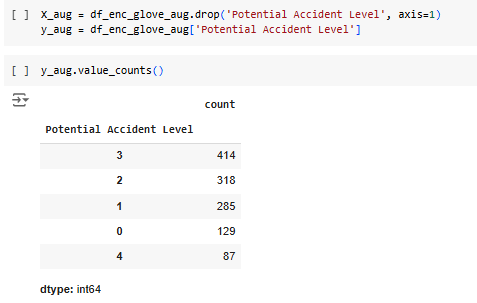 [ ] X_aug = df_enc_glove_aug.drop('Potential Accident Level', axis=1)
y_aug = df_enc_glove_aug['Potential Accident Level']
[ ] y_aug.value_counts()
count
Potential Accident Level
3 414
2 318
1 285
0 129
4 87
dtype: int64